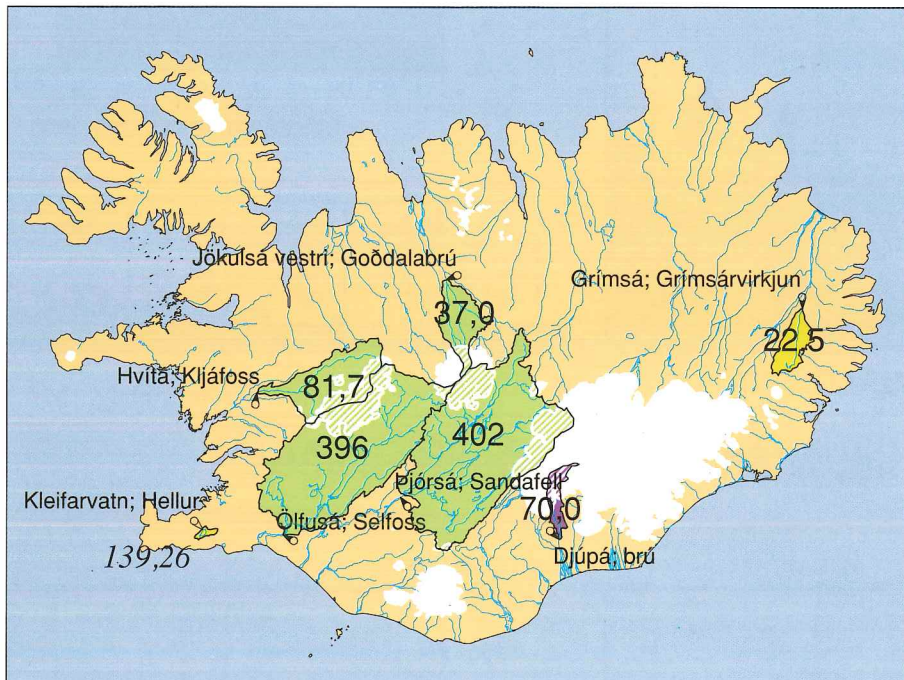 Jökulsá vestri; Goðdalabrú
Grímsá; Grímsárvirkjun
37,0
22,5
Hvítá; Kljáfoss
81,7
396
402
Þjórsá; Sandafell
Kleifarvatn; Hellur
70,0
Ölfusá; Selfoss
139,26
Djúpá; brú